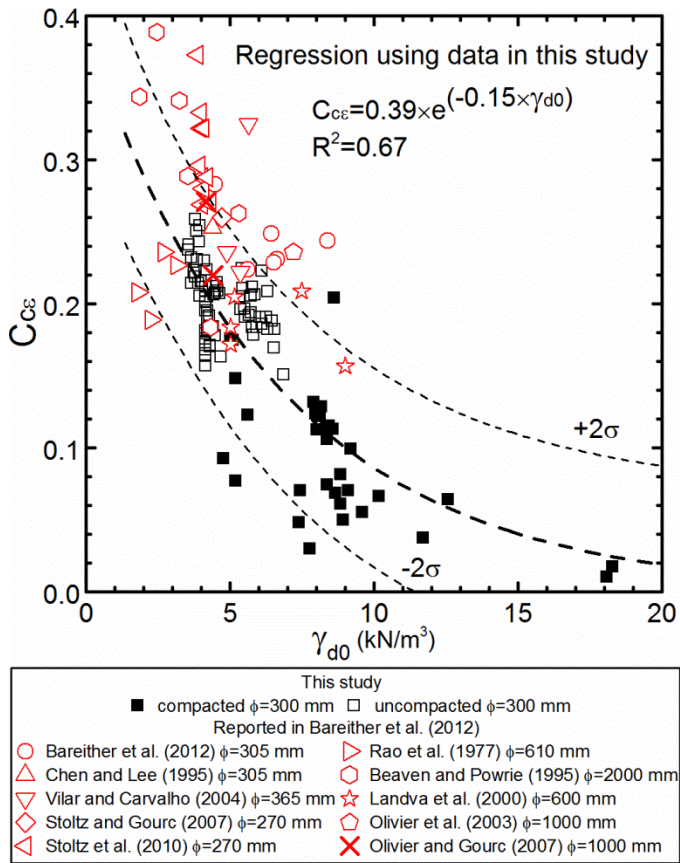 0.4
Regression using data in this study
Ccε=0.39×e(-0.15×γd0)
R²=0.67
0.3
Ccε
0.2
+2σ
0.1
-2σ
0.0
0 5 10 15 20
γd0 (kN/m³)
This study
compacted ϕ=300 mm uncompacted ϕ=300 mm
Reported in Bareither et al. (2012)
Bareither et al. (2012) ϕ=305 mm Rao et al. (1977) ϕ=610 mm
Chen and Lee (1995) ϕ=305 mm Beaven and Powrie (1995) ϕ=2000 mm
Vilar and Carvalho (2004) ϕ=365 mm Landva et al. (2000) ϕ=600 mm
Stoltz and Gourc (2007) ϕ=270 mm Olivier et al. (2003) ϕ=1000 mm
Stoltz et al. (2010) ϕ=270 mm Olivier and Gourc (2007) ϕ=1000 mm